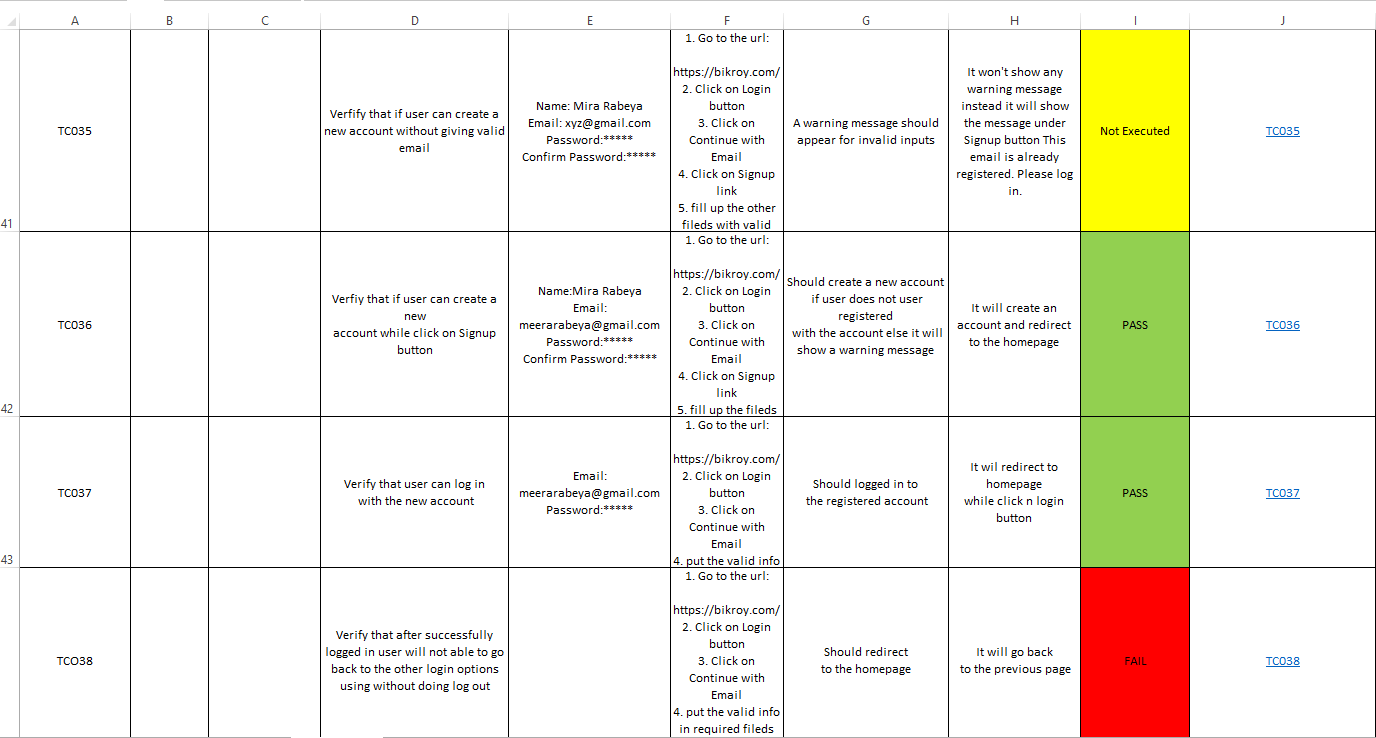 A B C D E F G H I J
41
TC035
Verfify that if user can create a
new account without giving valid
email
Name: Mira Rabeya
Email: xyz@gmail.com
Password:*****
Confirm Password:*****
1. Go to the url:
https://bikroy.com/
2. Click on Login
button
3. Click on
Continue with
Email
4. Click on Signup
link
5. fill up the other
fileds with valid
A warning message should
appear for invalid inputs
It won't show any
warning message
instead it will show
the message under
Signup button This
email is already
registered. Please log
in.
Not Executed
TC035
42
TC036
Verfiy that if user can create a
new
account while click on Signup
button
Name:Mira Rabeya
Email:
meerarabeya@gmail.com
Password:*****
Confirm Password:*****
1. Go to the url:
https://bikroy.com/
2. Click on Login
button
3. Click on
Continue with
Email
4. Click on Signup
link
5. fill up the fileds
Should create a new account
if user does not user
registered
with the account else it will
show a warning message
It will create an
account and redirect
to the homepage
PASS
TC036
43
TC037
Verify that user can log in
with the new account
Email:
meerarabeya@gmail.com
Password:*****
1. Go to the url:
https://bikroy.com/
2. Click on Login
button
3. Click on
Continue with
Email
4. put the valid info
Should logged in to
the registered account
It wil redirect to
homepage
while click n login
button
PASS
TC037
TCO38
Verify that after successfully
logged in user will not able to go
back to the other login options
using without doing log out
1. Go to the url:
https://bikroy.com/
2. Click on Login
button
3. Click on
Continue with
Email
4. put the valid info
in required fileds
Should redirect
to the homepage
It will go back
to the previous page
FAIL
TC038